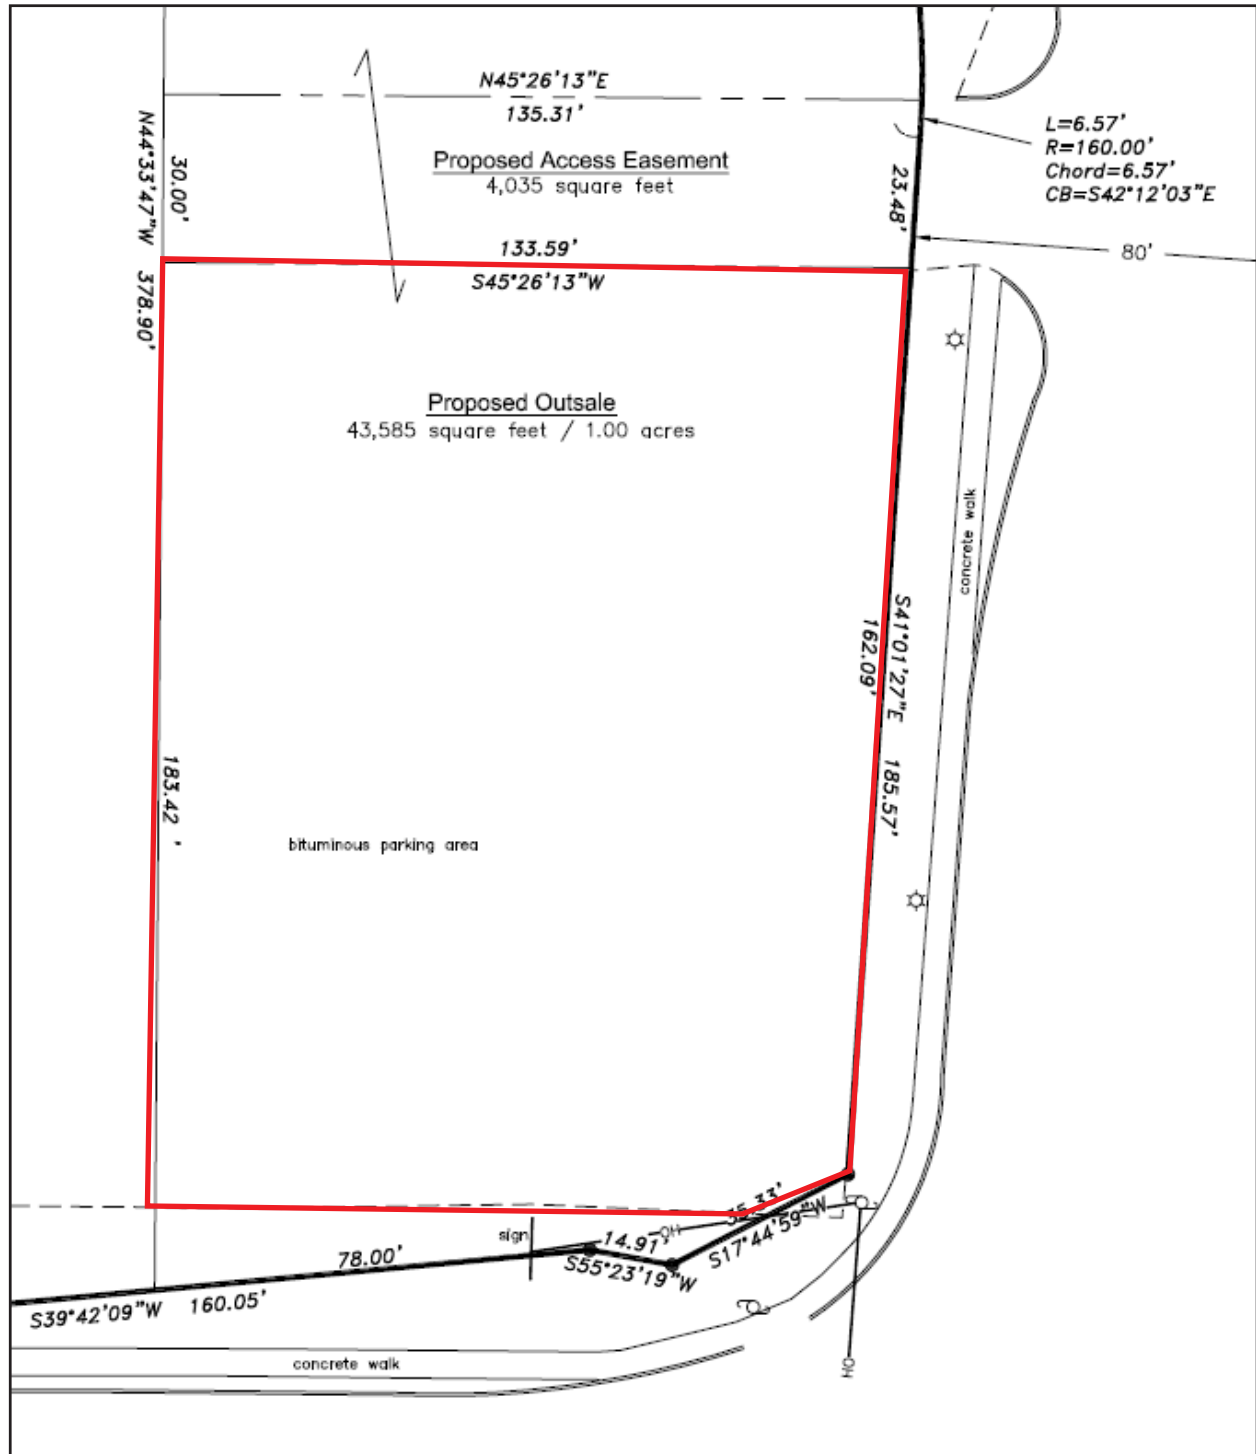 N45°26'13"E
135.31'
L=6.57'
R=160.00'
Chord=6.57'
CB=S42°12'03"E
N44°33'47"W 378.90'
30.00'
Proposed Access Easement
4,035 square feet
23.48'
133.59'
S45°26'13"W
80'
Proposed Outsale
43,585 square feet / 1.00 acres
concrete walk
S41°01'27"E 185.57'
162.09'
183.42 '
bituminous parking area
35.33'
OH
sign
14.91'
S17°44'59"W
78.00'
S55°23'19"W
S39°42'09"W 160.05'
concrete walk
OH